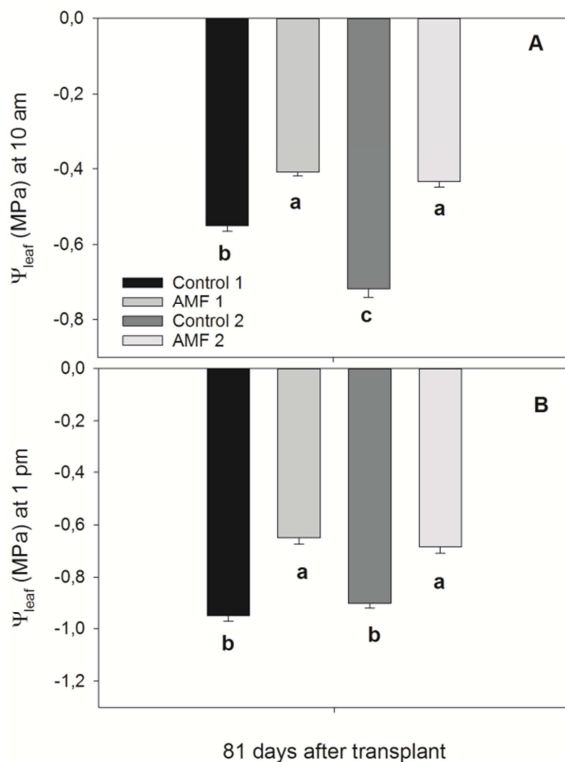 0,0
A
-0,2
-0,4
-0,6
-0,8
Ψleaf (MPa) at 10 am
b
a
c
a
Control 1
AMF 1
Control 2
AMF 2
0,0
B
-0,2
-0,4
-0,6
-0,8
-1,0
-1,2
Ψleaf (MPa) at 1 pm
b
a
b
a
81 days after transplant